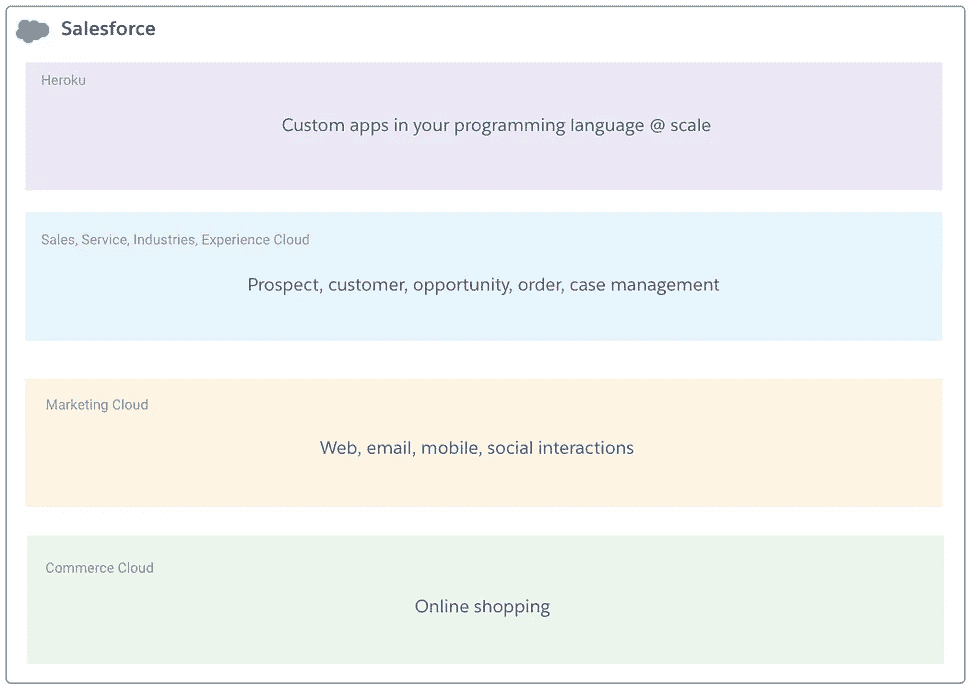 Salesforce
Heroku
Custom apps in your programming language @ scale
Sales, Service, Industries, Experience Cloud
Prospect, customer, opportunity, order, case management
Marketing Cloud
Web, email, mobile, social interactions
Commerce Cloud
Online shopping